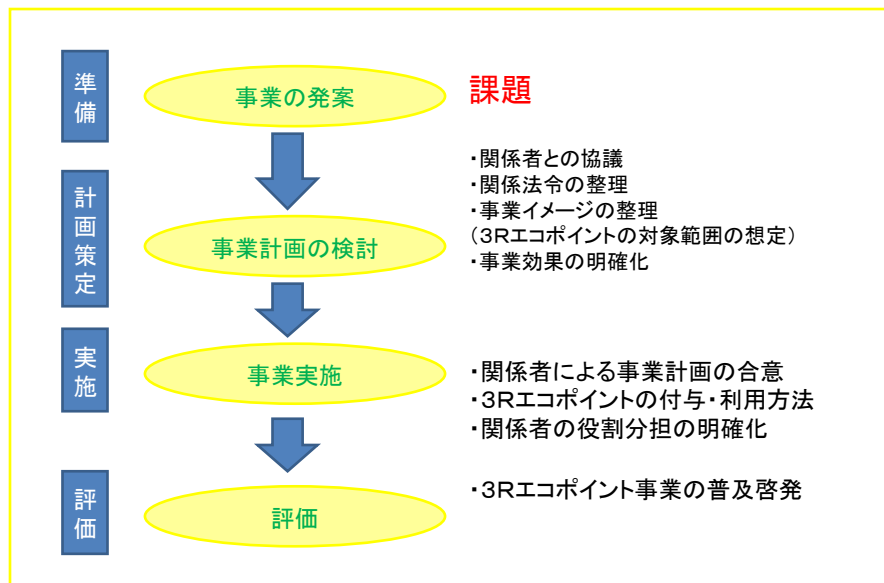 準備
事業の発案
課題
・関係者との協議
・関係法令の整理
・事業イメージの整理
（３Ｒエコポイントの対象範囲の想定）
・事業効果の明確化
計画策定
事業計画の検討
実施
事業実施
・関係者による事業計画の合意
・３Ｒエコポイントの付与・利用方法
・関係者の役割分担の明確化
評価
評価
・３Ｒエコポイント事業の普及啓発